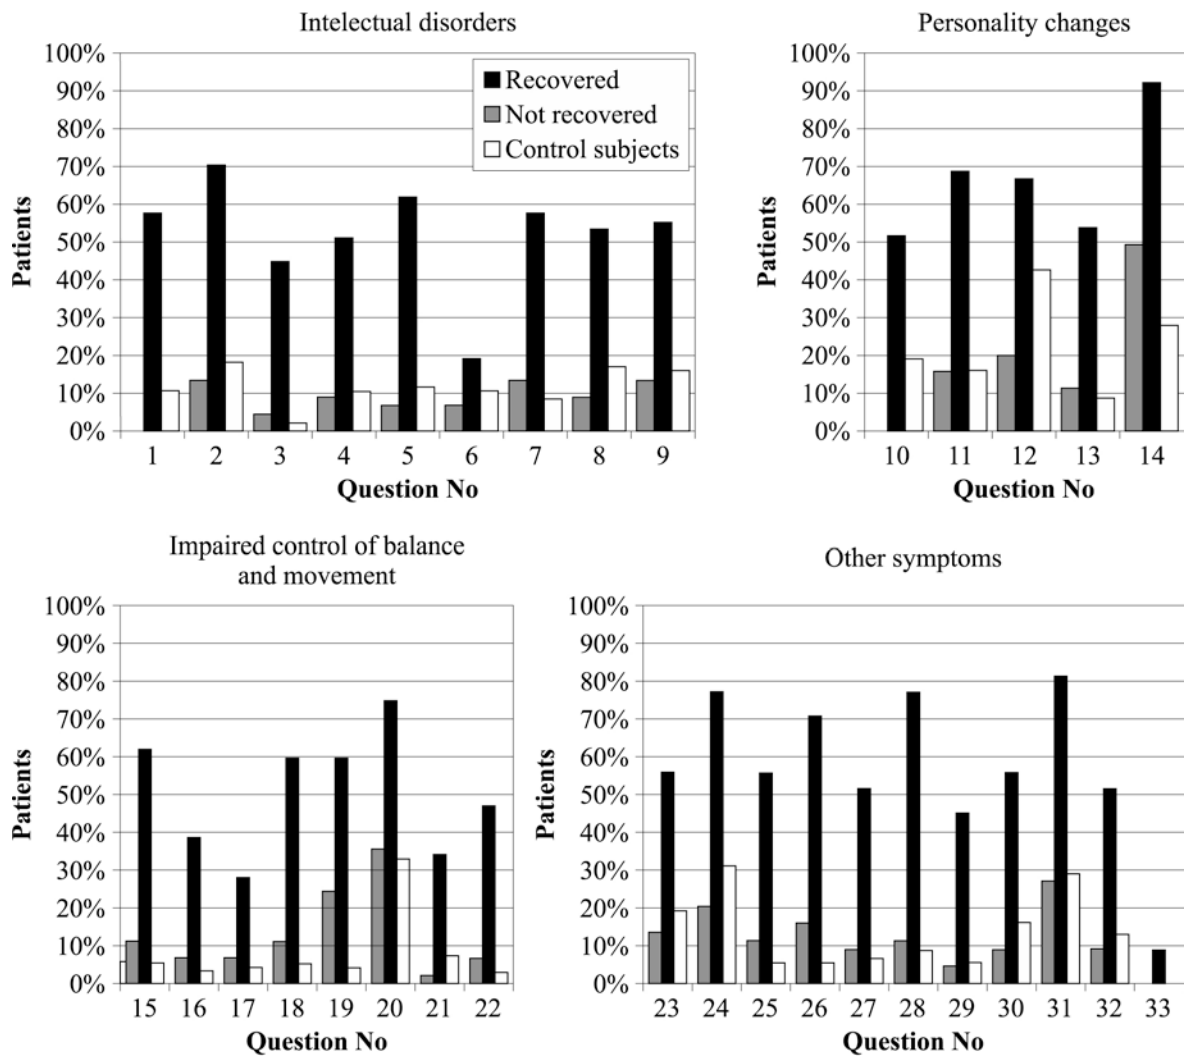 Intelectual disorders
100%
90%
80%
70%
60%
50%
40%
30%
20%
10%
0%
Patients
Recovered
Not recovered
Control subjects
1 2 3 4 5 6 7 8 9
Question No
Personality changes
100%
90%
80%
70%
60%
50%
40%
30%
20%
10%
0%
Patients
10 11 12 13 14
Question No
Impaired control of balance
and movement
100%
90%
80%
70%
60%
50%
40%
30%
20%
10%
0%
Patients
15 16 17 18 19 20 21 22
Question No
Other symptoms
100%
90%
80%
70%
60%
50%
40%
30%
20%
10%
0%
Patients
23 24 25 26 27 28 29 30 31 32 33
Question No